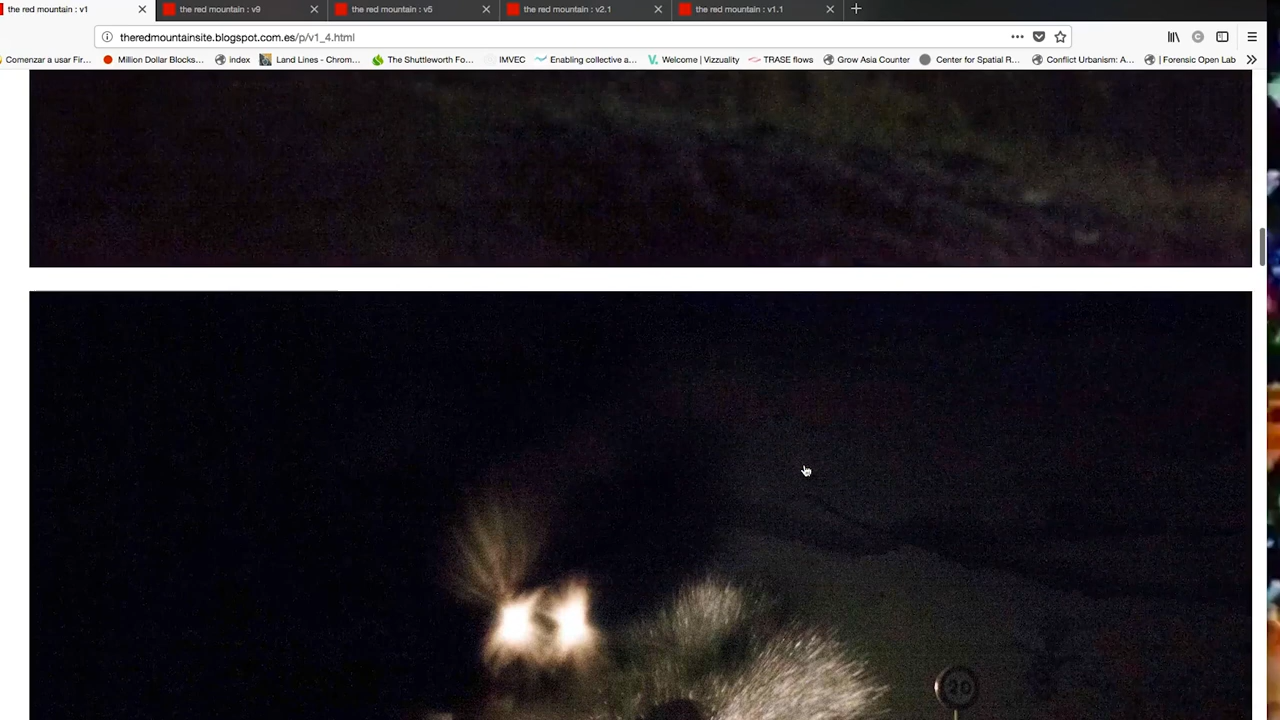 the red mountain : v1
the red mountain : v9
the red mountain : v5
the red mountain : v2.1
the red mountain : v1.1
theredmountainsite.blogspot.com.es/p/v1_4.html
Comenzar a usar Fir…
Million Dollar Blocks…
index
Land Lines - Chrom…
The Shuttleworth Fo…
IMVEC
Enabling collective a…
Welcome | Vizzuality
TRASE flows
Grow Asia Counter
Center for Spatial R…
Conflict Urbanism: A…
| Forensic Open Lab
20